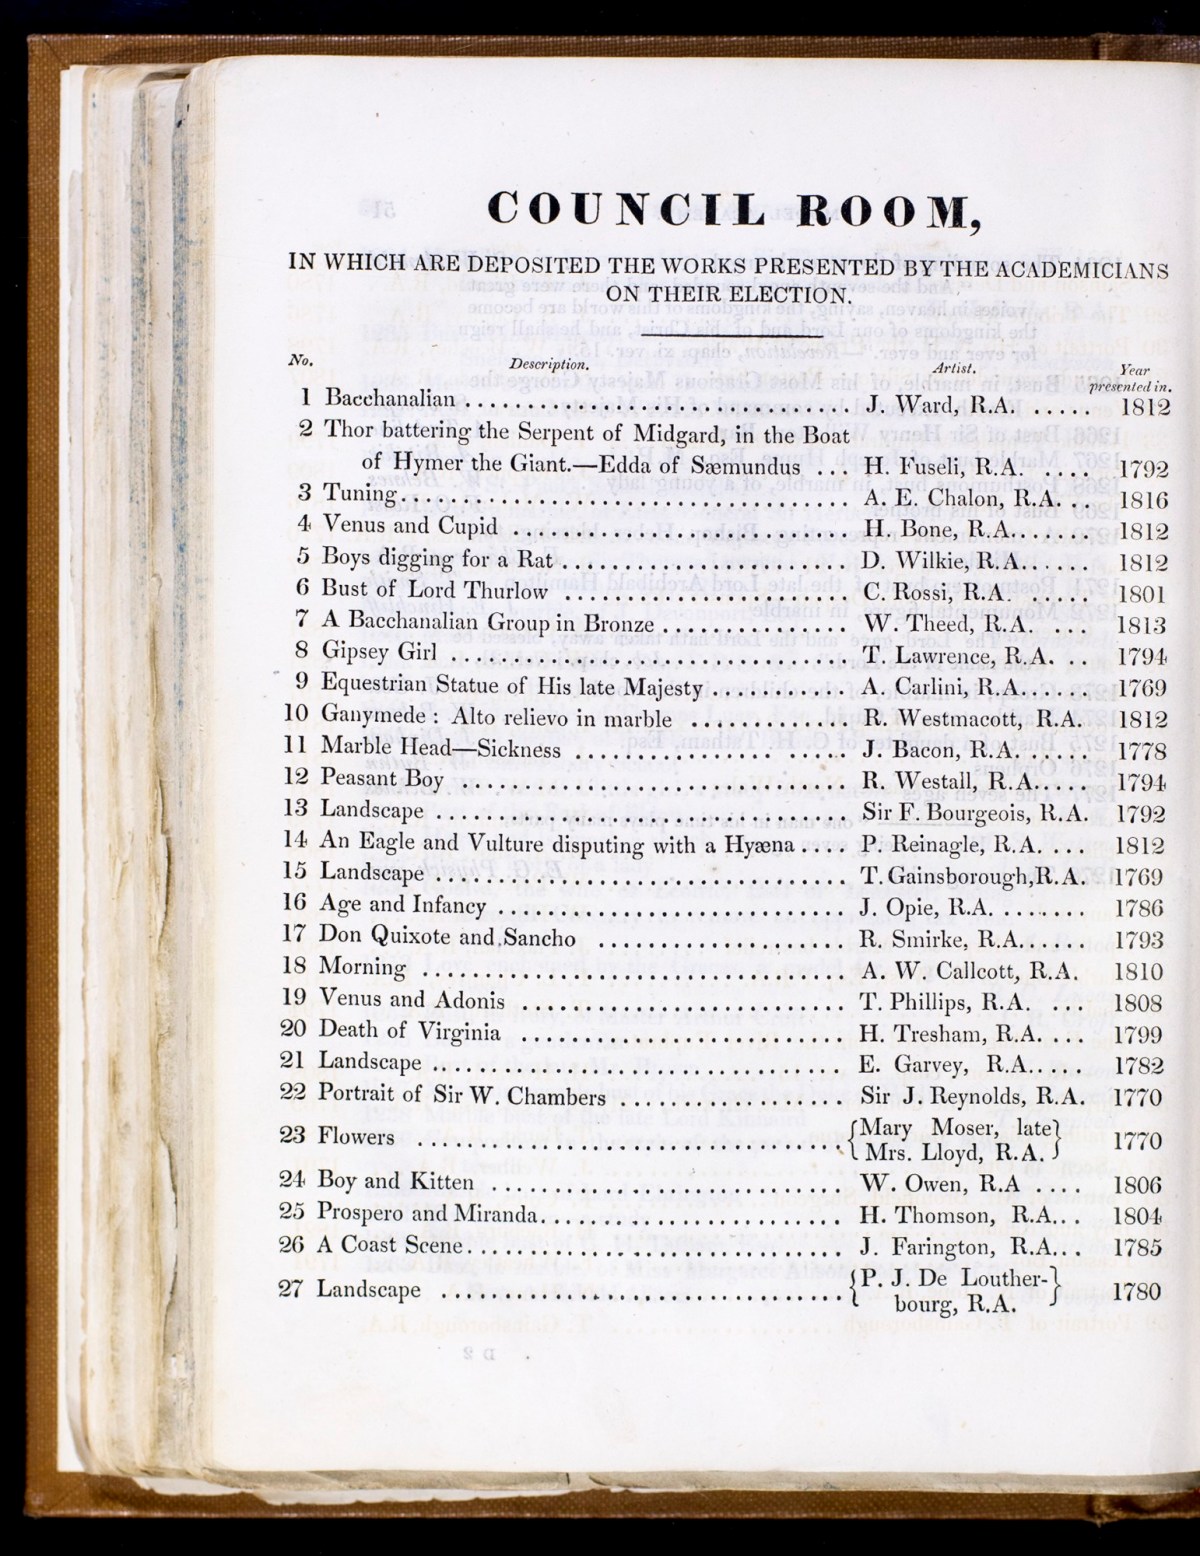 COUNCIL ROOM,
IN WHICH ARE DEPOSITED THE WORKS PRESENTED BY THE ACADEMICIANS
ON THEIR ELECTION.
No. Description. Artist. Year presented in.
1 Bacchanalian ........ J. Ward, R.A. ...... 1812
2 Thor battering the Serpent of Midgard, in the Boat
of Hymer the Giant.—Edda of Sæmundus .... H. Fuseli, R.A. .... 1792
3 Tuning ........ A. E. Chalon, R.A. .. 1816
4 Venus and Cupid ........ H. Bone, R.A. ...... 1812
5 Boys digging for a Rat ........ D. Wilkie, R.A. ...... 1812
6 Bust of Lord Thurlow ........ C. Rossi, R.A. ..... 1801
7 A Bacchanalian Group in Bronze ........ W. Theed, R.A. .... 1813
8 Gipsey Girl ........ T. Lawrence, R.A. .. 1794
9 Equestrian Statue of His late Majesty ........ A. Carlini, R.A. ..... 1769
10 Ganymede : Alto relievo in marble ........ R. Westmacott, R.A. 1812
11 Marble Head—Sickness ........ J. Bacon, R.A. ..... 1778
12 Peasant Boy ........ R. Westall, R.A. .... 1794
13 Landscape ........ Sir F. Bourgeois, R.A. 1792
14 An Eagle and Vulture disputing with a Hyæna .... P. Reinagle, R.A. ... 1812
15 Landscape ........ T. Gainsborough, R.A. 1769
16 Age and Infancy ........ J. Opie, R.A. ........ 1786
17 Don Quixote and Sancho ........ R. Smirke, R.A. ..... 1793
18 Morning ........ A. W. Callcott, R.A. 1810
19 Venus and Adonis ........ T. Phillips, R.A. .... 1808
20 Death of Virginia ........ H. Tresham, R.A. ... 1799
21 Landscape ........ E. Garvey, R.A. .... 1782
22 Portrait of Sir W. Chambers ........ Sir J. Reynolds, R.A. 1770
23 Flowers ........ {Mary Moser, late}
{Mrs. Lloyd, R.A.} 1770
24 Boy and Kitten ........ W. Owen, R.A ..... 1806
25 Prospero and Miranda ........ H. Thomson, R.A. .. 1804
26 A Coast Scene ........ J. Farington, R.A. .. 1785
27 Landscape ........ {P. J. De Louther-}
{bourg, R.A.} 1780